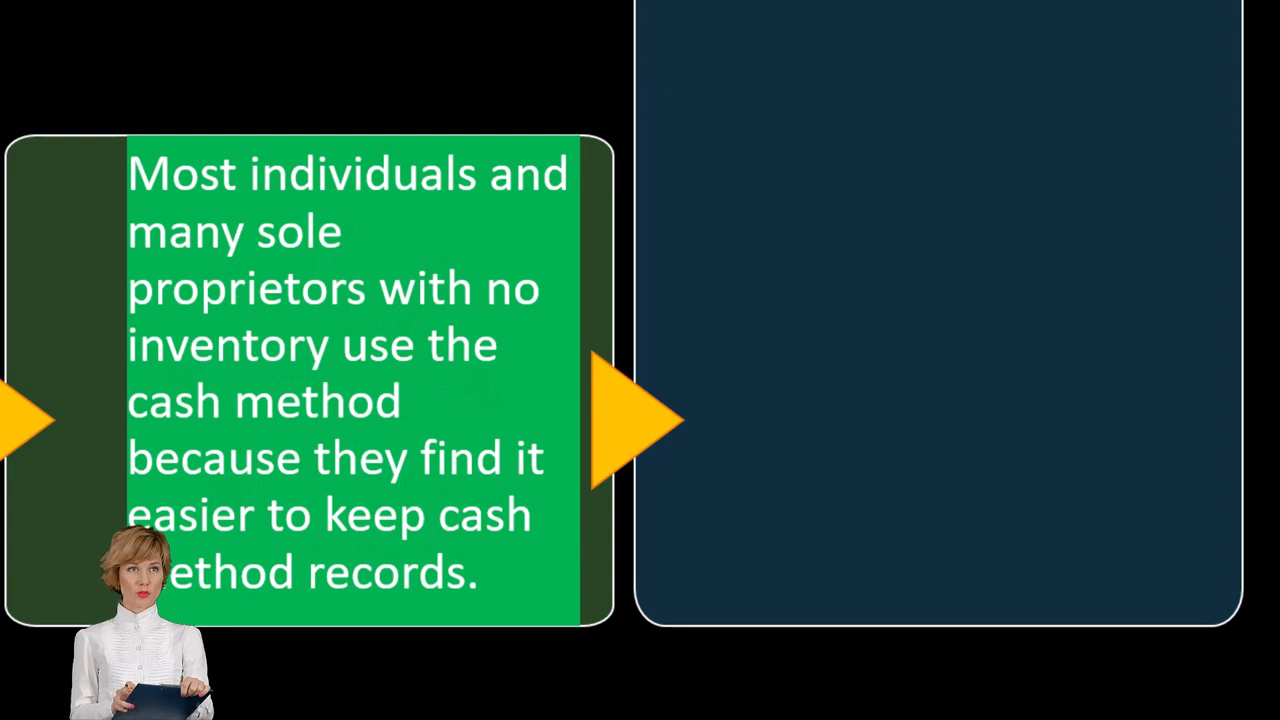 Most individuals and
many sole
proprietors with no
inventory use the
cash method
because they find it
easier to keep cash
ethod records.